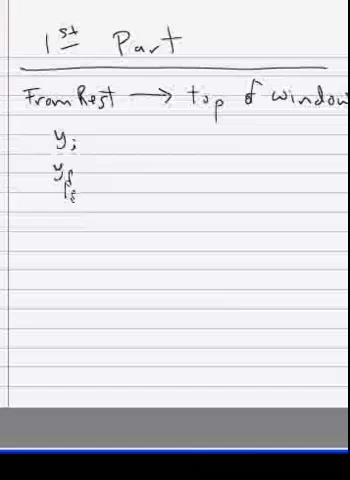 1st Part
From Rest → top of window
yi
yf